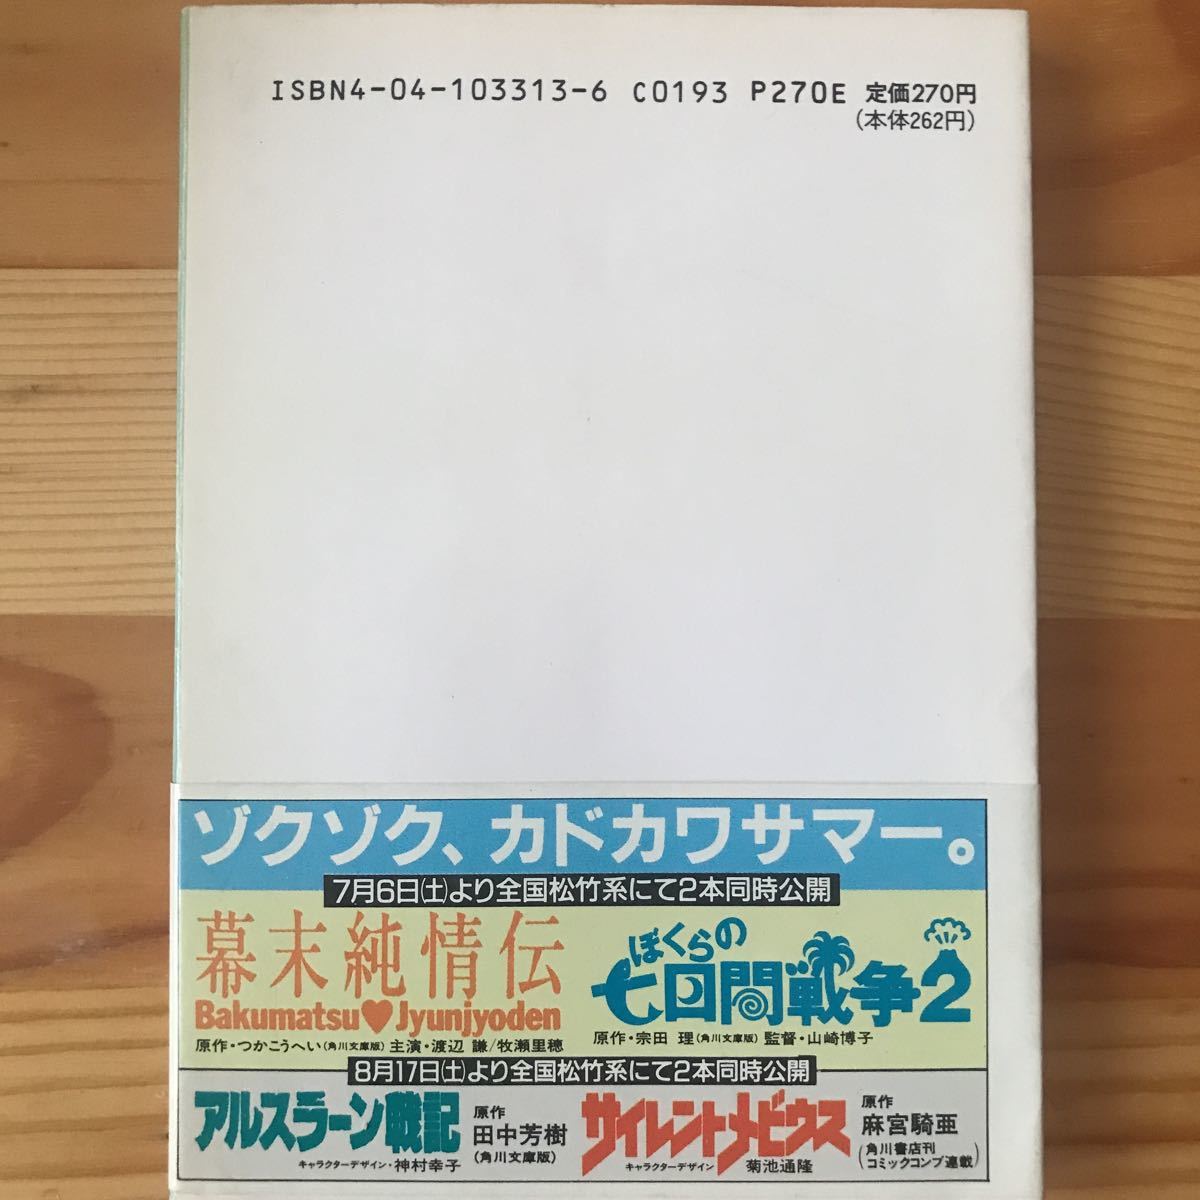 ISBN4-04-103313-6 C0193 P270E 定価270円
(本体262円)
ゾクゾク、カドカワサマー。
7月6日(土)より全国松竹系にて2本同時公開
幕末純情伝
Bakumatsu♥Jyunjyoden
原作・つかこうへい(角川文庫版) 主演・渡辺 謙/牧瀬里穂
ぼくらの
七日間戦争2
原作・宗田 理(角川文庫版) 監督・山崎博子
8月17日(土)より全国松竹系にて2本同時公開
アルスラーン戦記
原作
田中芳樹
(角川文庫版)
キャラクターデザイン・神村幸子
サイレントメビウス
原作
麻宮騎亜
(角川書店刊
コミックコンプ連載)
キャラクターデザイン 菊池通隆